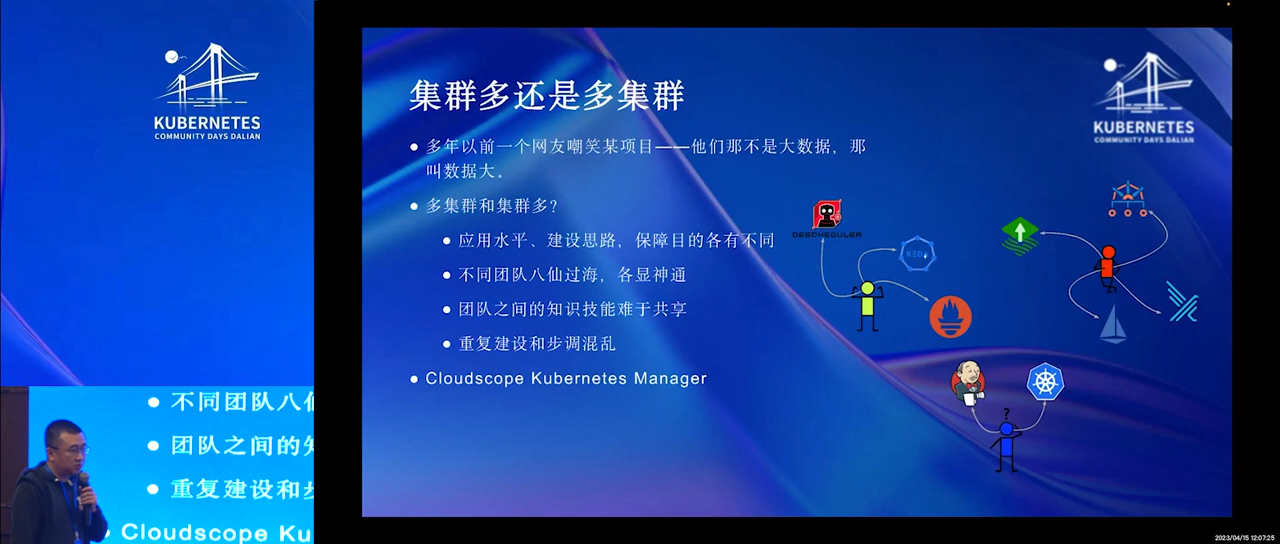 KUBERNETES
COMMUNITY DAYS DALIAN
不同团队八
团队之间的
重复建设和
Cloudscope Ku
集群多还是多集群
KUBERNETES
COMMUNITY DAYS DALIAN
多年以前一个网友嘲笑某项目——他们那不是大数据，那
叫数据大。
多集群和集群多？
应用水平、建设思路，保障目的各有不同
不同团队八仙过海，各显神通
团队之间的知识技能难于共享
重复建设和步调混乱
Cloudscope Kubernetes Manager
DESCHEDULER
?
2023/04/15 12:07:25